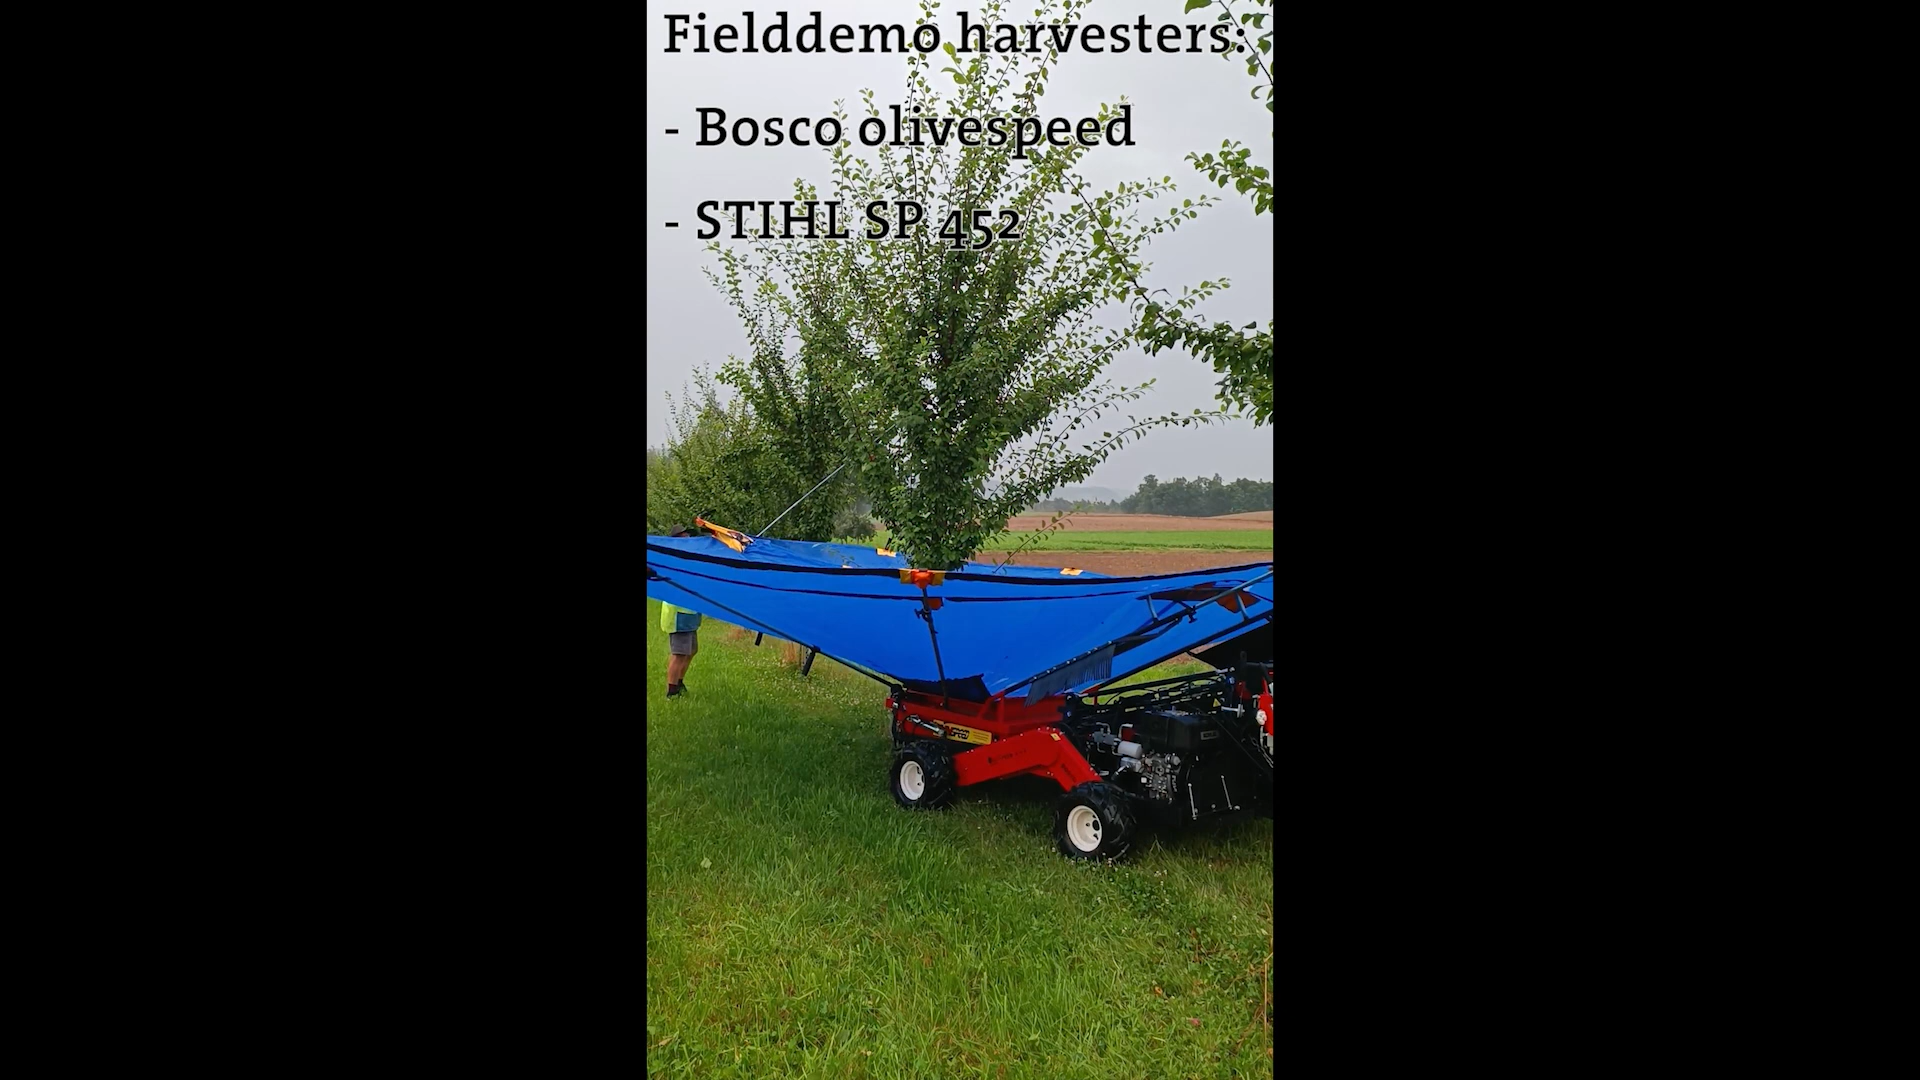 Fielddemo harvesters:
- Bosco olivespeed
- STIHL SP 452